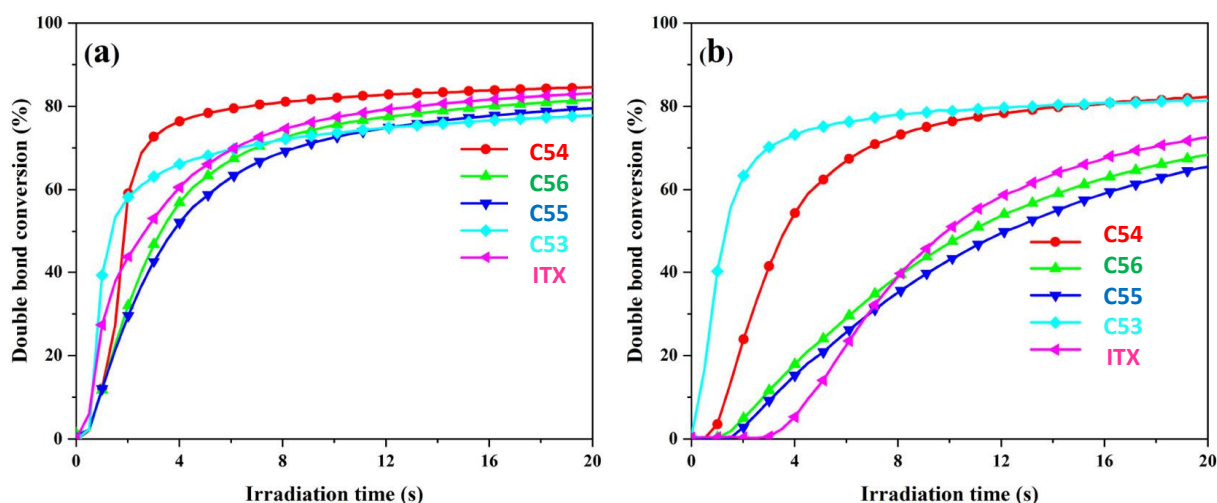 (a)
Double bond conversion (%)
100
80
60
40
20
0
C54
C56
C55
C53
ITX
0 4 8 12 16 20
Irradiation time (s)
(b)
Double bond conversion (%)
100
80
60
40
20
0
C54
C56
C55
C53
ITX
0 4 8 12 16 20
Irradiation time (s)